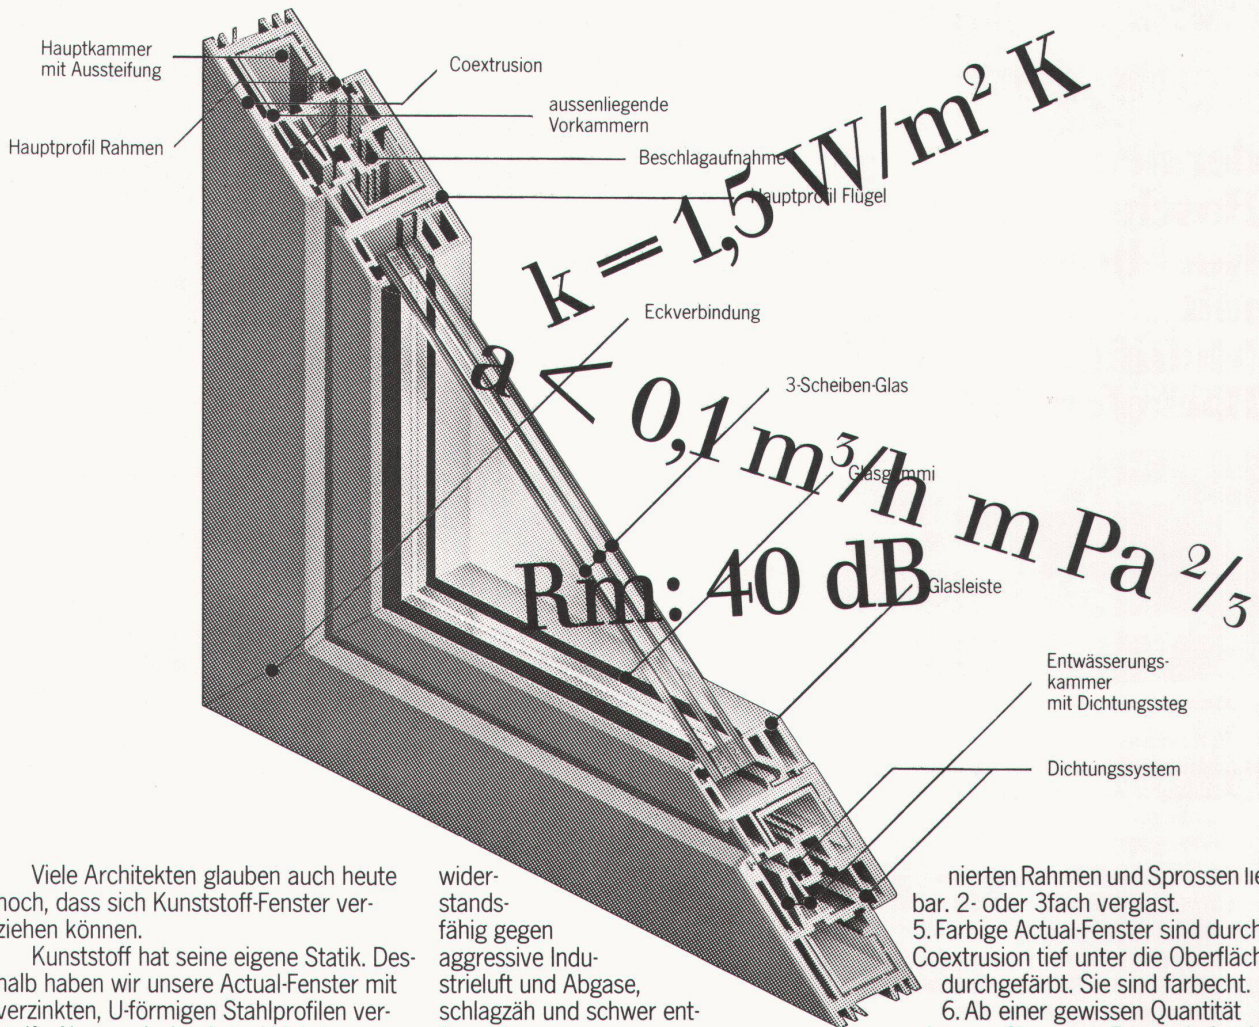 Hauptkammer
mit Aussteifung
Coextrusion
aussenliegende
Vorkammern
Hauptprofil Rahmen
Beschlagaufnahme
Hauptprofil Flügel
k = 1,5 W/m² K
Eckverbindung
a < 0,1 m³/h m Pa 2/3
3-Scheiben-Glas
Glasgummi
Rm: 40 dB
Glasleiste
Entwässerungs-
kammer
mit Dichtungssteg
Dichtungssystem
Viele Architekten glauben auch heute
noch, dass sich Kunststoff-Fenster ver-
ziehen können.
Kunststoff hat seine eigene Statik. Des-
halb haben wir unsere Actual-Fenster mit
verzinkten, U-förmigen Stahlprofilen ver-
wider-
stands-
fähig gegen
aggressive Indu-
strieluft und Abgase,
schlagzäh und schwer ent-
nierten Rahmen und Sprossen
bar. 2- oder 3fach verglast.
5. Farbige Actual-Fenster sind durch
Coextrusion tief unter die
durchgefärbt. Sie sind farbecht.
6. Ab einer gewissen Quantität